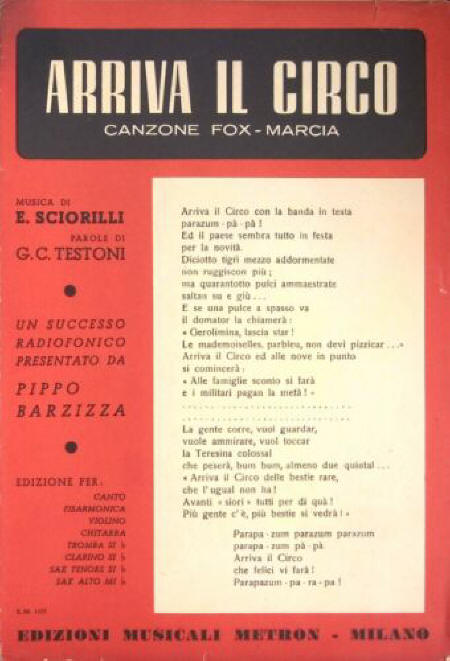 ARRIVA IL CIRCO
CANZONE FOX - MARCIA
MUSICA DI
E. SCIORILLI
PAROLE DI
G. C. TESTONI
UN SUCCESSO
RADIOFONICO
PRESENTATO DA
PIPPO
BARZIZZA
EDIZIONE PER:
CANTO
FISARMONICA
VIOLINO
CHITARRA
TROMBA SI b
CLARINO SI b
SAX TENORE SI b
SAX ALTO MI b
Arriva il Circo con la banda in testa
parazum - pà - pà !
Ed il paese sembra tutto in festa
per la novità.
Diciotto tigri mezzo addormentate
non ruggiscon più ;
ma quarantotto pulci ammaestrate
saltan su e giù . . .
E se una pulce a spasso va
il domator la chiamerà :
« Gerolimina, lascia star !
Le mademoiselles, parbleu, non devi pizzicar . . .»
Arriva il Circo ed alle nove in punto
si comincerà :
« Alle famiglie sconto si farà
e i militari pagan la metà ! »
La gente corre, vuol guardar,
vuole ammirare, vuol toccar
la Teresina colossal
che peserà, bum bum, almeno due quintal . . .
« Arriva il Circo delle bestie rare,
che l'ugual non ha !
Avanti « siori » tutti per di quà !
Più gente c'è, più bestie si vedrà ! »
Parapa - zum parazum parazum
parapa - zum pà - pà
Arriva il Circo
che felici vi farà !
Parapazum - pa - ra - pa !
EDIZIONI MUSICALI METRON - MILANO